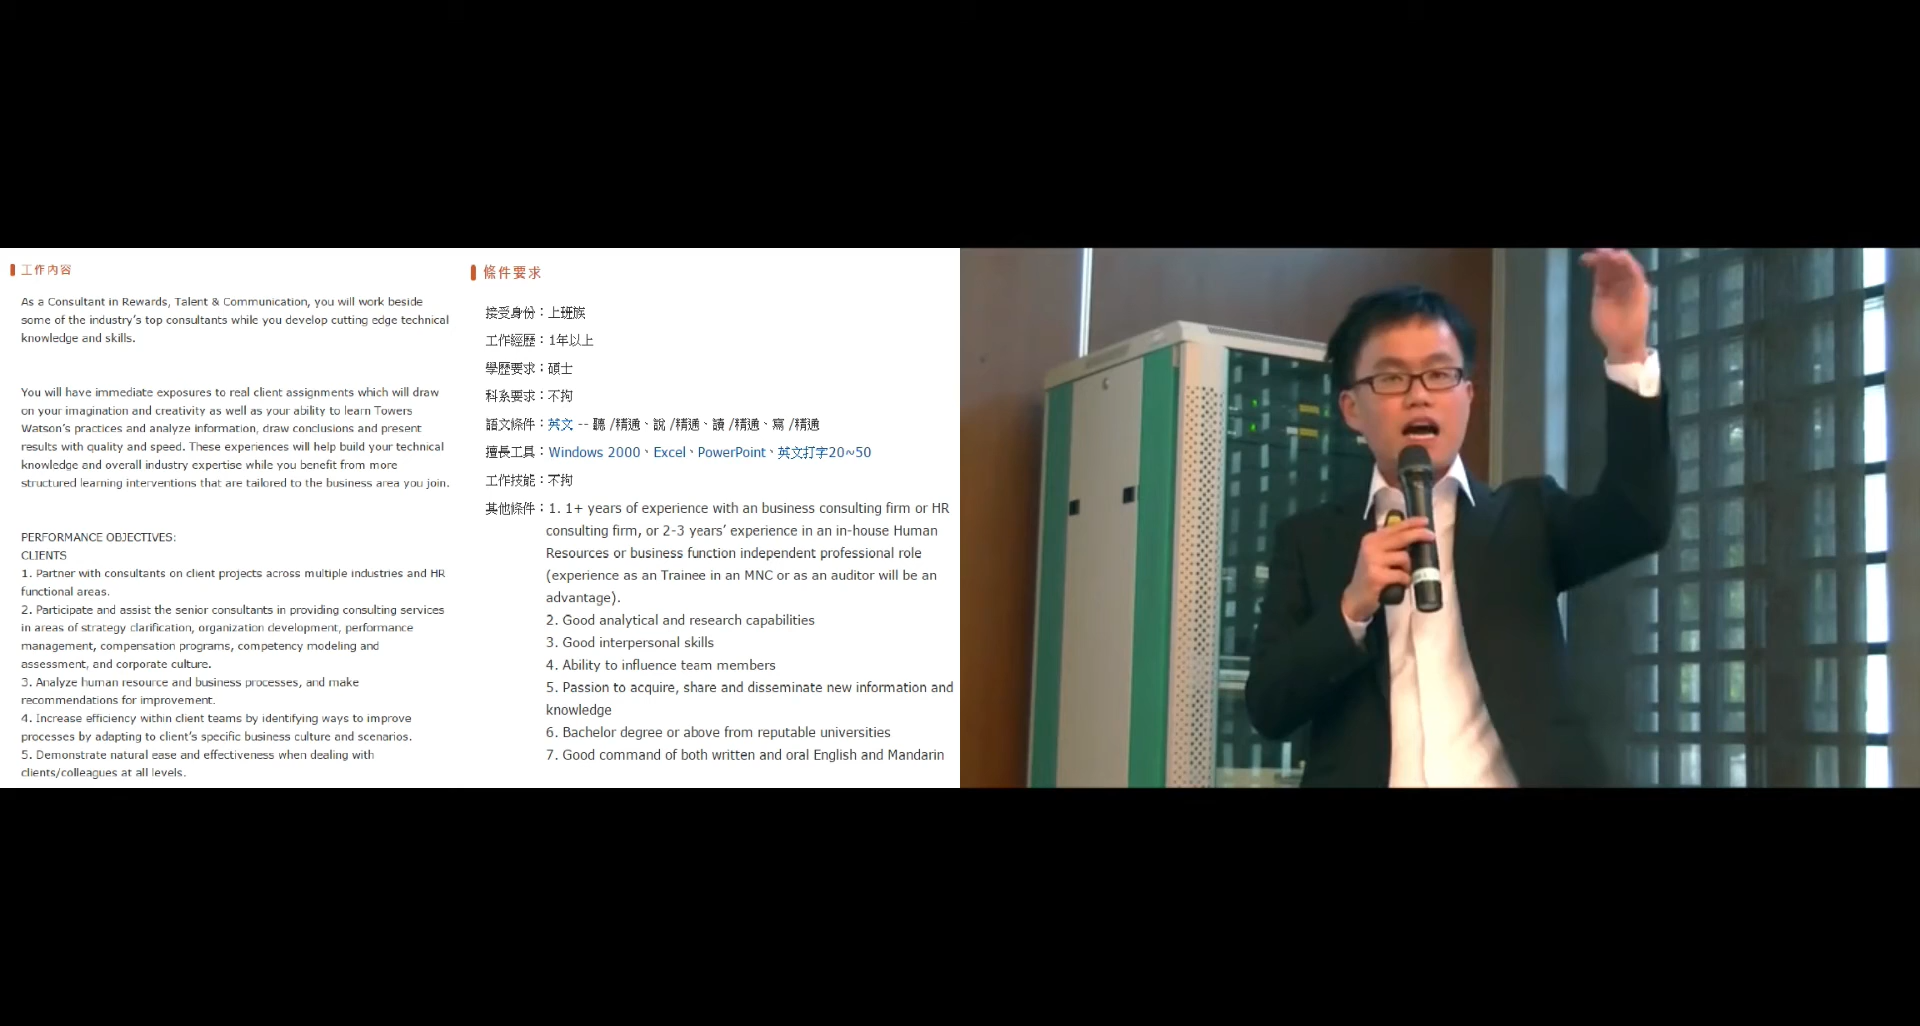 工作內容
As a Consultant in Rewards, Talent & Communication, you will work beside
some of the industry's top consultants while you develop cutting edge technical
knowledge and skills.
You will have immediate exposures to real client assignments which will draw
on your imagination and creativity as well as your ability to learn Towers
Watson's practices and analyze information, draw conclusions and present
results with quality and speed. These experiences will help build your technical
knowledge and overall industry expertise while you benefit from more
structured learning interventions that are tailored to the business area you join.
PERFORMANCE OBJECTIVES:
CLIENTS
1. Partner with consultants on client projects across multiple industries and HR
functional areas.
2. Participate and assist the senior consultants in providing consulting services
in areas of strategy clarification, organization development, performance
management, compensation programs, competency modeling and
assessment, and corporate culture.
3. Analyze human resource and business processes, and make
recommendations for improvement.
4. Increase efficiency within client teams by identifying ways to improve
processes by adapting to client's specific business culture and scenarios.
5. Demonstrate natural ease and effectiveness when dealing with
clients/colleagues at all levels.
條件要求
接受身份：上班族
工作經歷：1年以上
學歷要求：碩士
科系要求：不拘
語文條件：英文 -- 聽 /精通、說 /精通、讀 /精通、寫 /精通
擅長工具：Windows 2000、Excel、PowerPoint、英文打字20~50
工作技能：不拘
其他條件：1. 1+ years of experience with an business consulting firm or HR
consulting firm, or 2-3 years' experience in an in-house Human
Resources or business function independent professional role
(experience as an Trainee in an MNC or as an auditor will be an
advantage).
2. Good analytical and research capabilities
3. Good interpersonal skills
4. Ability to influence team members
5. Passion to acquire, share and disseminate new information and
knowledge
6. Bachelor degree or above from reputable universities
7. Good command of both written and oral English and Mandarin